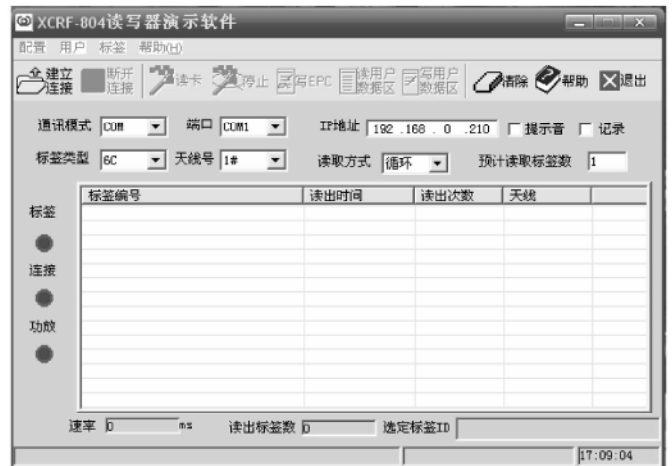 XCRF-804读写器演示软件
配置 用户 标签 帮助(H)
建立连接 断开连接 读卡 停止 写EPC 读用户数据区 写用户数据区 清除 帮助 退出
通讯模式 COM 端口 COM1 IP地址 192 .168 . 0 .210 提示音 记录
标签类型 6C 天线号 1# 读取方式 循环 预计读取标签数 1
标签编号 读出时间 读出次数 天线
标签
连接
功放
速率 0 ms 读出标签数 0 选定标签ID
17:09:04